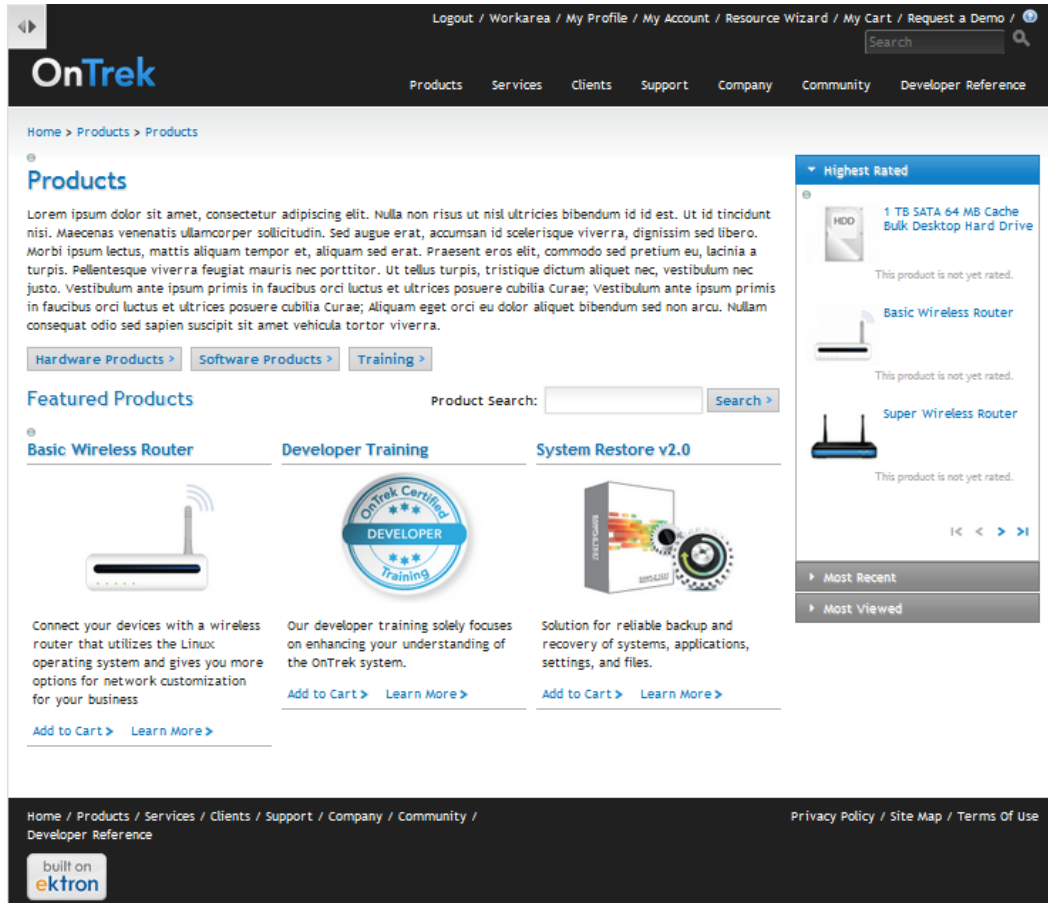 Logout / Workarea / My Profile / My Account / Resource Wizard / My Cart / Request a Demo /
Search
OnTrek
Products Services Clients Support Company Community Developer Reference
Home > Products > Products
Products
Lorem ipsum dolor sit amet, consectetur adipiscing elit. Nulla non risus ut nisl ultricies bibendum id id est. Ut id tincidunt
nisi. Maecenas venenatis ullamcorper sollicitudin. Sed augue erat, accumsan id scelerisque viverra, dignissim sed libero.
Morbi ipsum lectus, mattis aliquam tempor et, aliquam sed erat. Praesent eros elit, commodo sed pretium eu, lacinia a
turpis. Pellentesque viverra feugiat mauris nec porttitor. Ut tellus turpis, tristique dictum aliquet nec, vestibulum nec
justo. Vestibulum ante ipsum primis in faucibus orci luctus et ultrices posuere cubilia Curae; Vestibulum ante ipsum primis
in faucibus orci luctus et ultrices posuere cubilia Curae; Aliquam eget orci eu dolor aliquet bibendum sed non arcu. Nullam
consequat odio sed sapien suscipit sit amet vehicula tortor viverra.
Hardware Products > Software Products > Training >
Featured Products
Product Search: Search >
Basic Wireless Router
Connect your devices with a wireless
router that utilizes the Linux
operating system and gives you more
options for network customization
for your business
Add to Cart > Learn More >
Developer Training
OnTrek Certified
DEVELOPER
Training
Our developer training solely focuses
on enhancing your understanding of
the OnTrek system.
Add to Cart > Learn More >
System Restore v2.0
Solution for reliable backup and
recovery of systems, applications,
settings, and files.
Add to Cart > Learn More >
Highest Rated
HDD
1 TB SATA 64 MB Cache
Bulk Desktop Hard Drive
This product is not yet rated.
Basic Wireless Router
This product is not yet rated.
Super Wireless Router
This product is not yet rated.
Most Recent
Most Viewed
Home / Products / Services / Clients / Support / Company / Community /
Developer Reference
Privacy Policy / Site Map / Terms Of Use
built on
ektron